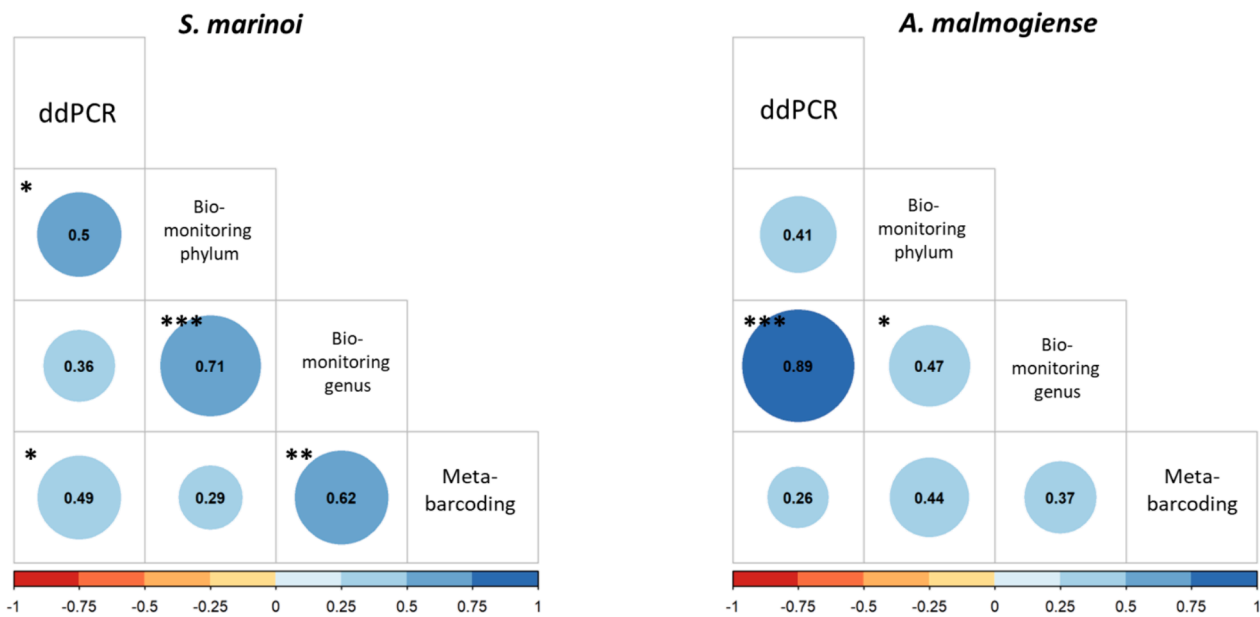 S. marinoi
ddPCR
*
0.5
Bio-
monitoring
phylum
0.36
***
0.71
Bio-
monitoring
genus
*
0.49
0.29
**
0.62
Meta-
barcoding
-1 -0.75 -0.5 -0.25 0 0.25 0.5 0.75 1
A. malmogiense
ddPCR
0.41
Bio-
monitoring
phylum
***
0.89
*
0.47
Bio-
monitoring
genus
0.26
0.44
0.37
Meta-
barcoding
-1 -0.75 -0.5 -0.25 0 0.25 0.5 0.75 1